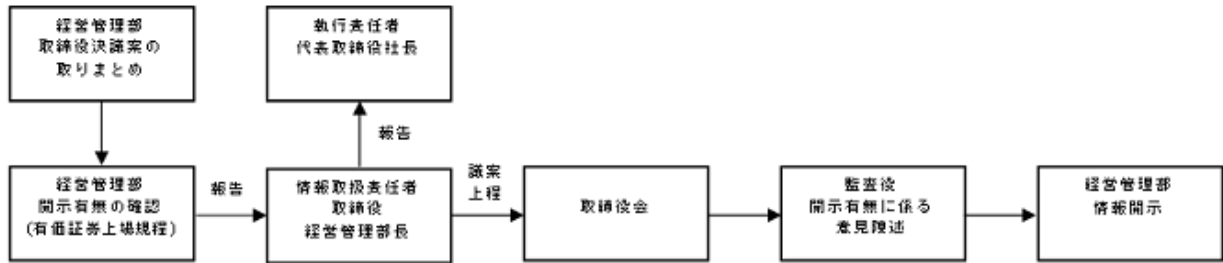 経営管理部
取締役決議案の
取りまとめ
執行責任者
代表取締役社長
報告
経営管理部
開示有無の確認
(有価証券上場規程)
報告
情報取扱責任者
取締役
経営管理部長
議案
上程
取締役会
監査役
開示有無に係る
意見陳述
経営管理部
情報開示